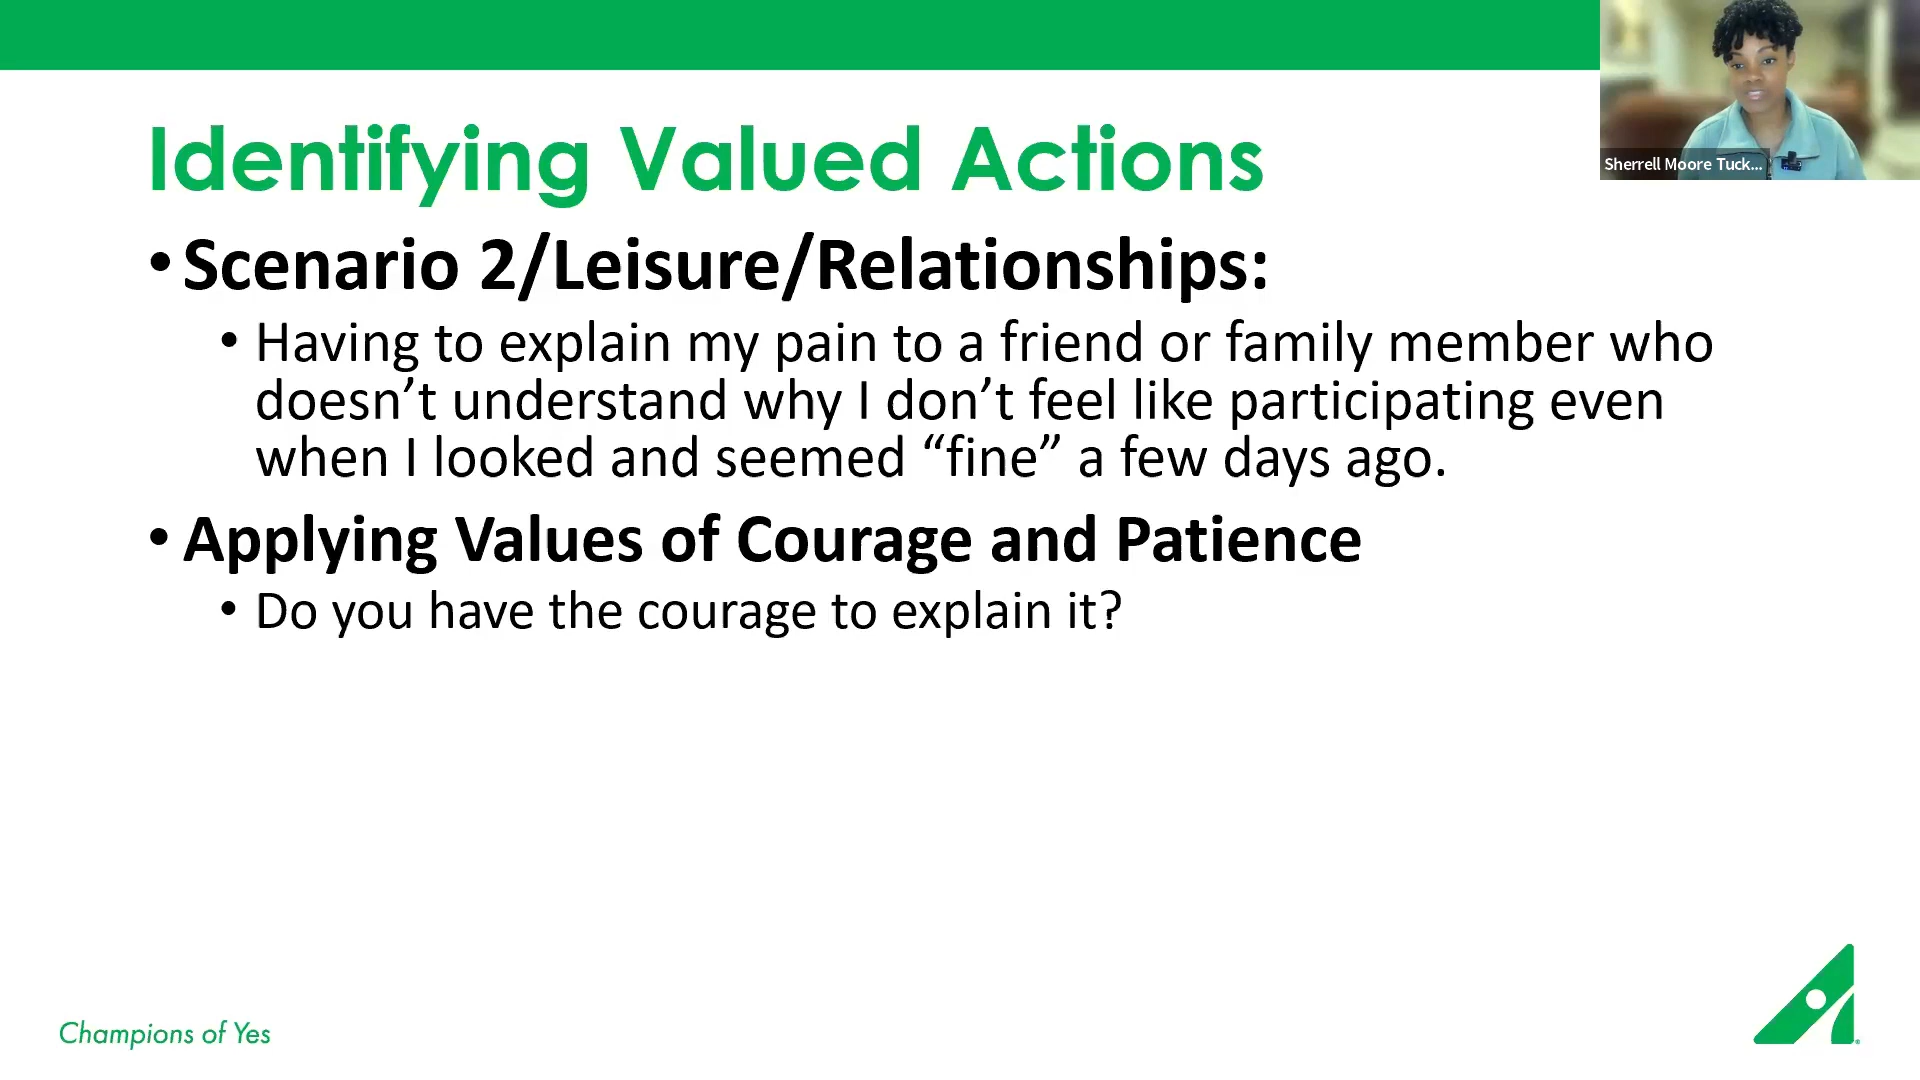 Identifying Valued Actions
Sherrell Moore Tuck...
• Scenario 2/Leisure/Relationships:
• Having to explain my pain to a friend or family member who
doesn’t understand why I don’t feel like participating even
when I looked and seemed “fine” a few days ago.
• Applying Values of Courage and Patience
• Do you have the courage to explain it?
Champions of Yes